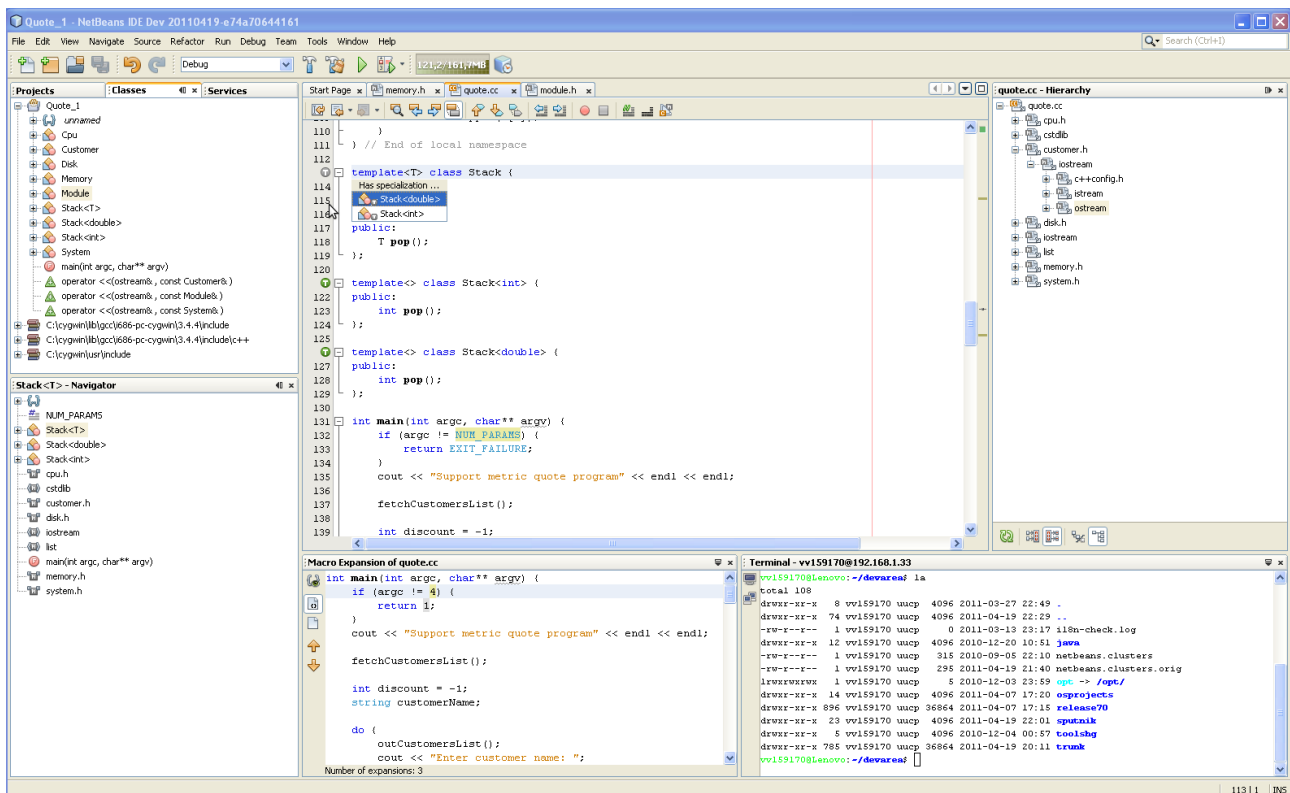 Quote_1 - NetBeans IDE Dev 20110419-e74a70644161
File Edit View Navigate Source Refactor Run Debug Team Tools Window Help
Search (Ctrl+I)
Debug
121,2/161,7MB
Projects
Classes
Services
Quote_1
unnamed
Cpu
Customer
Disk
Memory
Module
Stack<T>
Stack<double>
Stack<int>
System
main(int argc, char** argv)
operator <<(ostream& , const Customer& )
operator <<(ostream& , const Module& )
operator <<(ostream& , const System& )
C:\cygwin\lib\gcc\i686-pc-cygwin\3.4.4\include
C:\cygwin\lib\gcc\i686-pc-cygwin\3.4.4\include\c++
C:\cygwin\usr\include
Stack<T> - Navigator
NUM_PARAMS
Stack<T>
Stack<double>
Stack<int>
cpu.h
cstdlib
customer.h
disk.h
iostream
list
main(int argc, char** argv)
memory.h
system.h
Start Page
memory.h
quote.cc
module.h
110 }
111 } // End of local namespace
112
template<T> class Stack {
114 Has specialization ...
115 Stack<double>
116 Stack<int>
117 public:
118 T pop();
119 };
120
template<> class Stack<int> {
122 public:
123 int pop();
124 };
125
template<> class Stack<double> {
127 public:
128 int pop();
129 };
130
131 int main(int argc, char** argv) {
132 if (argc != NUM_PARAMS) {
133 return EXIT_FAILURE;
134 }
135 cout << "Support metric quote program" << endl << endl;
136
137 fetchCustomersList();
138
139 int discount = -1;
quote.cc - Hierarchy
quote.cc
cpu.h
cstdlib
customer.h
iostream
c++config.h
istream
ostream
disk.h
iostream
list
memory.h
system.h
Macro Expansion of quote.cc
int main(int argc, char** argv) {
if (argc != 4) {
return 1;
}
cout << "Support metric quote program" << endl << endl;
fetchCustomersList();
int discount = -1;
string customerName;
do {
outCustomersList();
cout << "Enter customer name: ";
Number of expansions: 3
Terminal - vv159170@192.168.1.33
vv159170@Lenovo:~/devarea$ la
total 108
drwxr-xr-x 8 vv159170 uucp 4096 2011-03-27 22:49 .
drwxr-xr-x 74 vv159170 uucp 4096 2011-04-19 22:29 ..
-rw-r--r-- 1 vv159170 uucp 0 2011-03-13 23:17 i18n-check.log
drwxr-xr-x 12 vv159170 uucp 4096 2010-12-20 10:51 java
-rw-r--r-- 1 vv159170 uucp 315 2010-09-05 22:10 netbeans.clusters
-rw-r--r-- 1 vv159170 uucp 295 2011-04-19 21:40 netbeans.clusters.orig
lrwxrwxrwx 1 vv159170 uucp 5 2010-12-03 23:59 opt -> /opt/
drwxr-xr-x 14 vv159170 uucp 4096 2011-04-07 17:20 osprojects
drwxr-xr-x 896 vv159170 uucp 36864 2011-04-07 17:15 release70
drwxr-xr-x 23 vv159170 uucp 4096 2011-04-19 22:01 sputnik
drwxr-xr-x 5 vv159170 uucp 4096 2010-12-04 00:57 toolshg
drwxr-xr-x 785 vv159170 uucp 36864 2011-04-19 20:11 trunk
vv159170@Lenovo:~/devarea$
113|1 INS